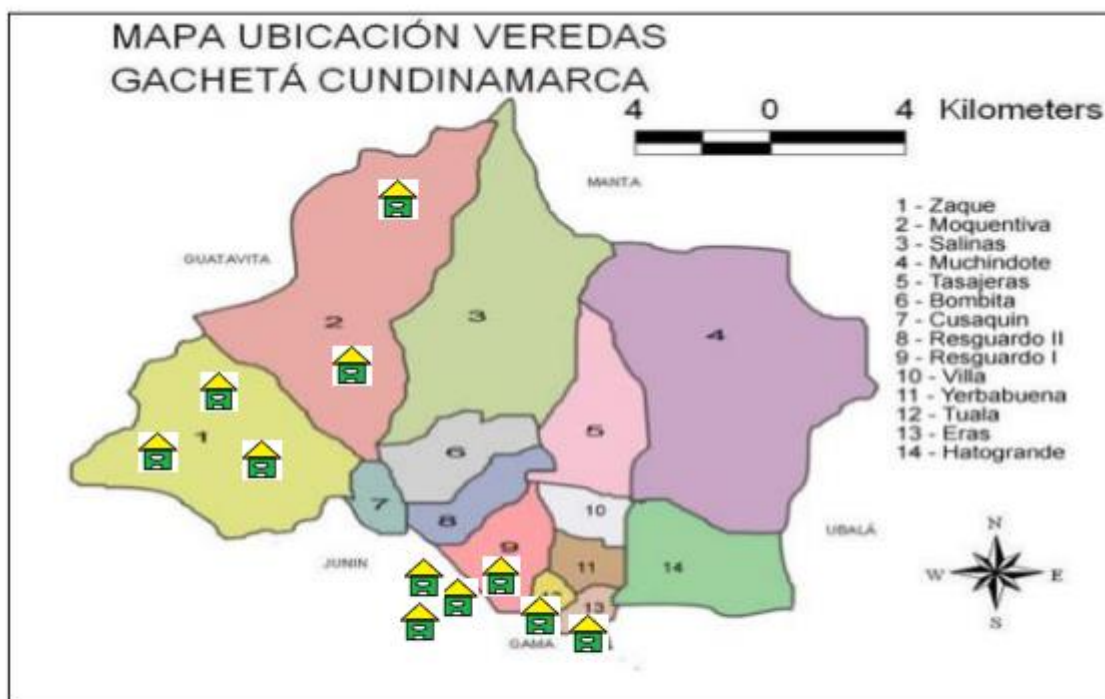 MAPA UBICACIÓN VEREDAS
GACHETÁ CUNDINAMARCA
4 0 4 Kilometers
MANTA
GUATAVITA
1 - Zaque
2 - Moquentiva
3 - Salinas
4 - Muchindote
5 - Tasajeras
6 - Bombita
7 - Cusaquin
8 - Resguardo II
9 - Resguardo I
10 - Villa
11 - Yerbabuena
12 - Tuala
13 - Eras
14 - Hatogrande
2
3
4
1
5
6
7
8
10
9
11
14
13
JUNIN
UBALÁ
GAMA
N
W E
S